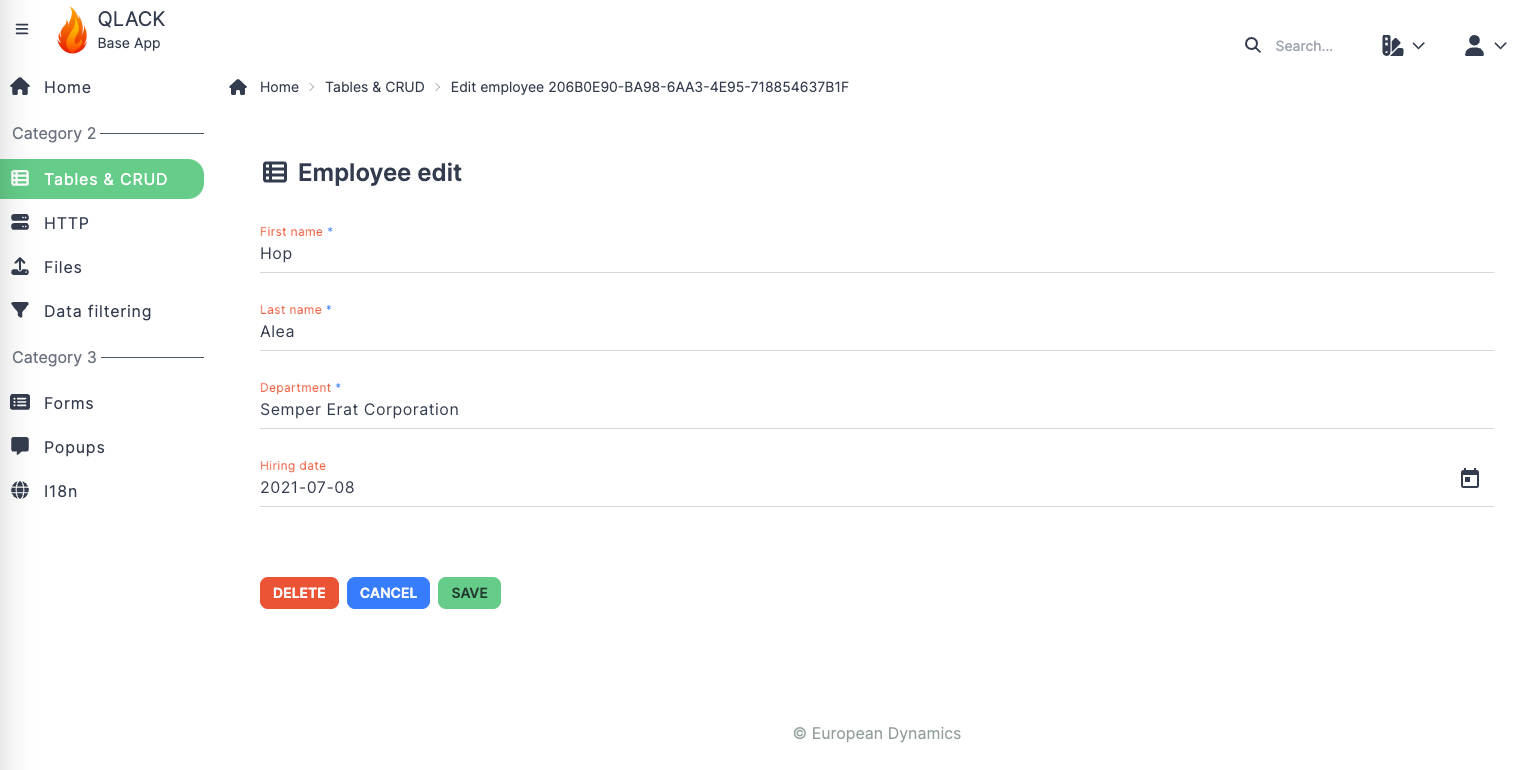 QLACK
Base App
Search...
Home
Category 2
Tables & CRUD
HTTP
Files
Data filtering
Category 3
Forms
Popups
I18n
Home > Tables & CRUD > Edit employee 206B0E90-BA98-6AA3-4E95-718854637B1F
Employee edit
First name *
Hop
Last name *
Alea
Department *
Semper Erat Corporation
Hiring date
2021-07-08
DELETE CANCEL SAVE
© European Dynamics